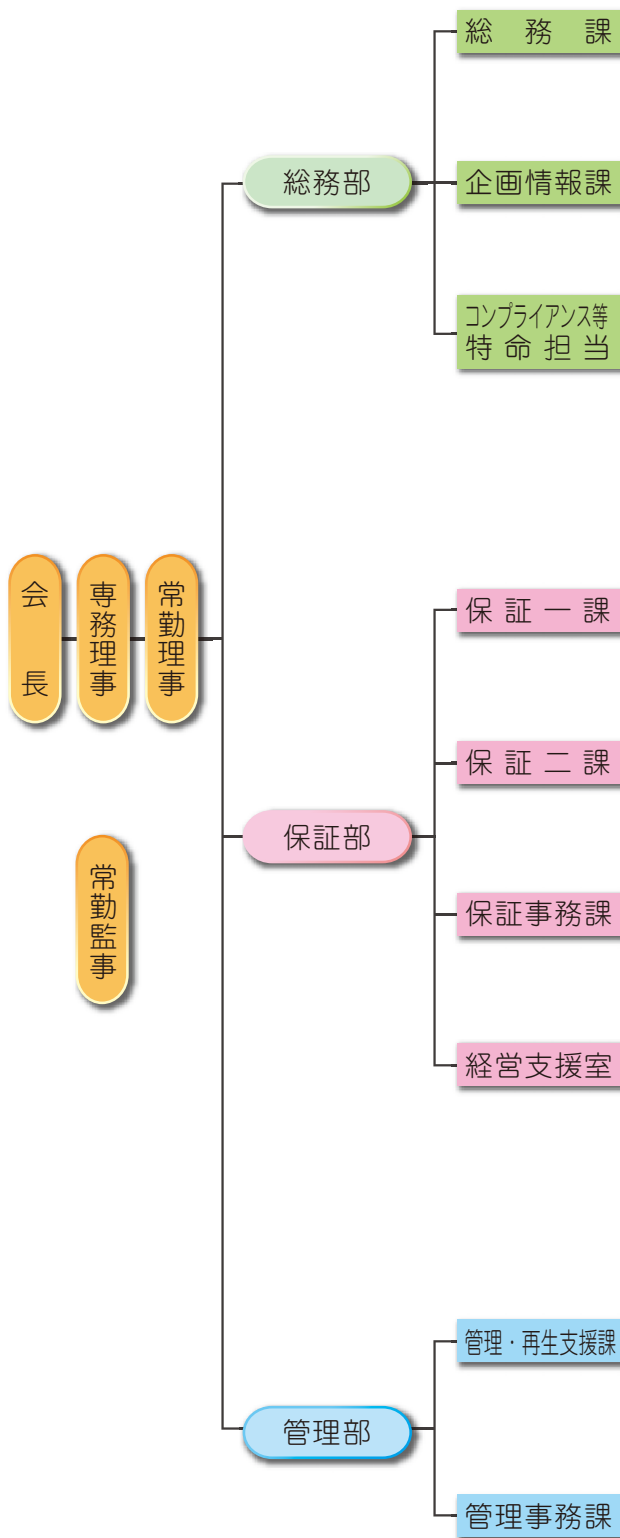 会長
専務理事
常勤理事
常勤監事
総務部
総務課
企画情報課
コンプライアンス等
特命担当
保証部
保証一課
保証二課
保証事務課
経営支援室
管理部
管理・再生支援課
管理事務課